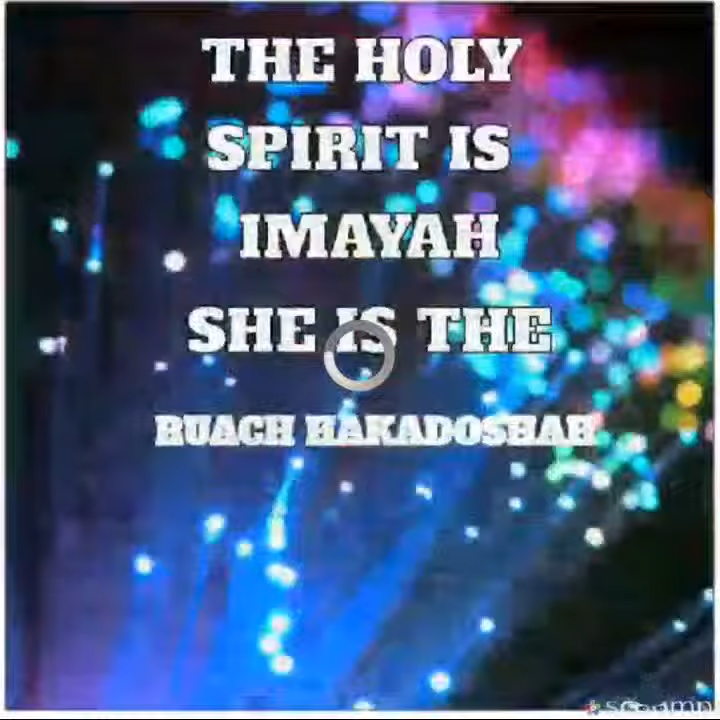 THE HOLY
SPIRIT IS
IMAYAH
SHE IS THE
RUACH HAKADOSHAH